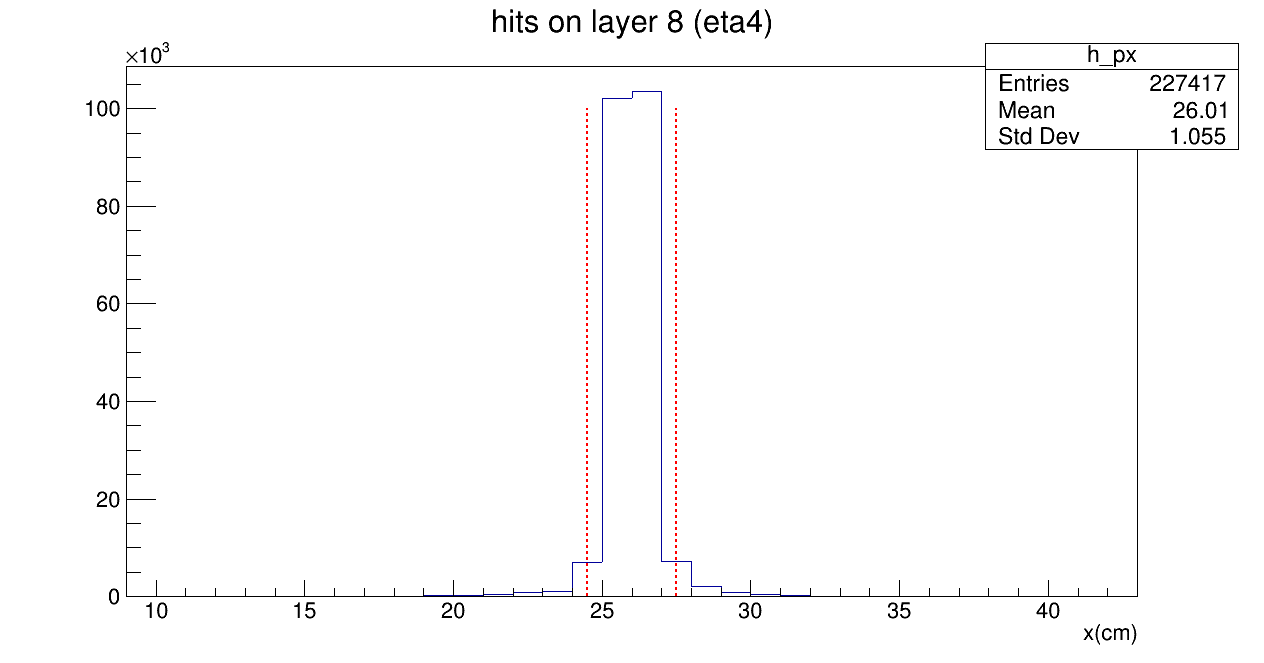 hits on layer 8 (eta4)
×10³
h_px
Entries 227417
Mean 26.01
Std Dev 1.055
100
80
60
40
20
0
10 15 20 25 30 35 40
x(cm)